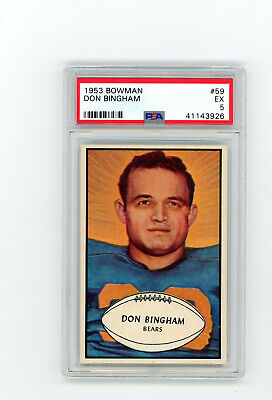 1953 BOWMAN #59
DON BINGHAM EX
5
PSA 41143926
DON BINGHAM
BEARS